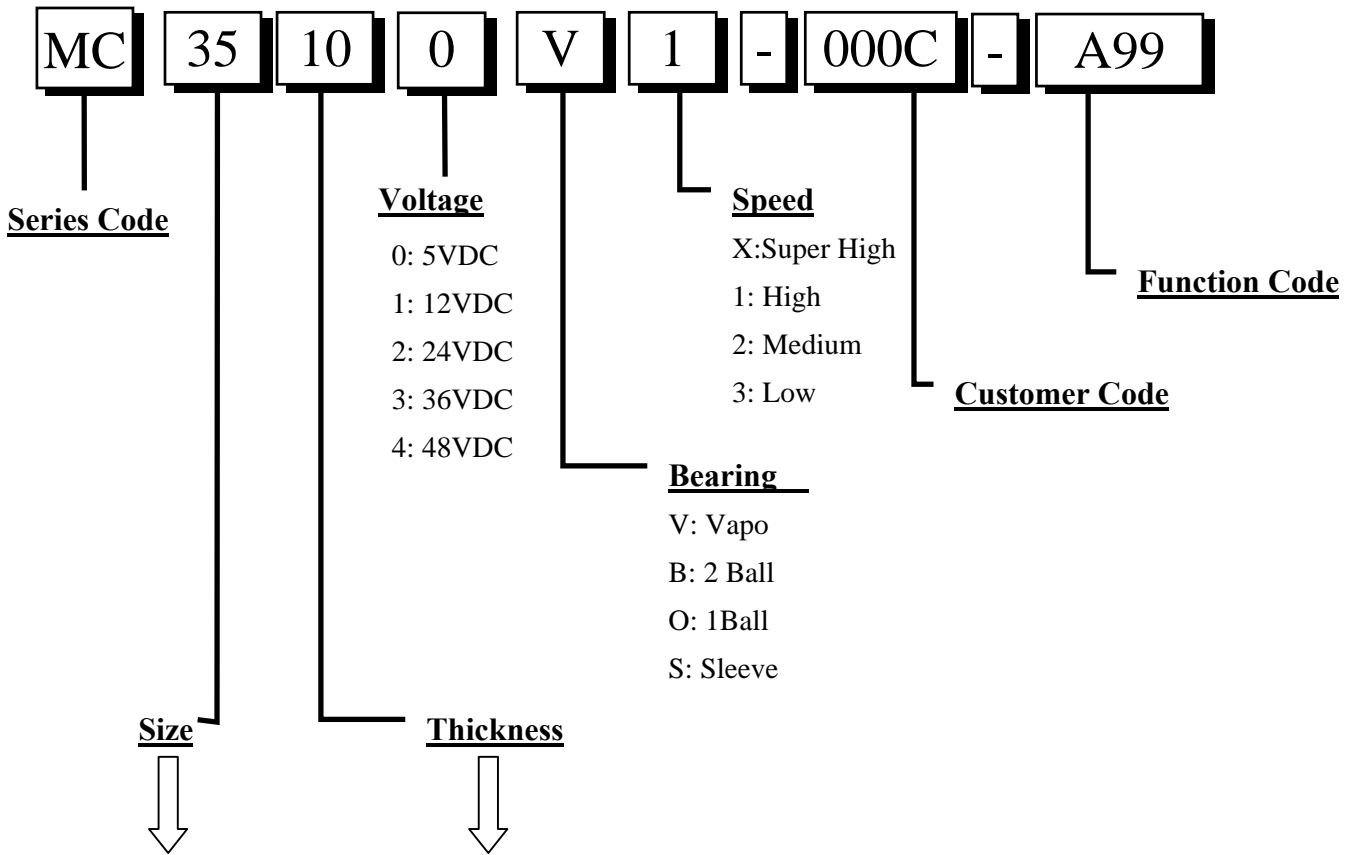 MC 35 10 0 V 1 - 000C - A99
Series Code
Voltage
0: 5VDC
1: 12VDC
2: 24VDC
3: 36VDC
4: 48VDC
Speed
X:Super High
1: High
2: Medium
3: Low
Function Code
Customer Code
Bearing
V: Vapo
B: 2 Ball
O: 1Ball
S: Sleeve
Size
Thickness